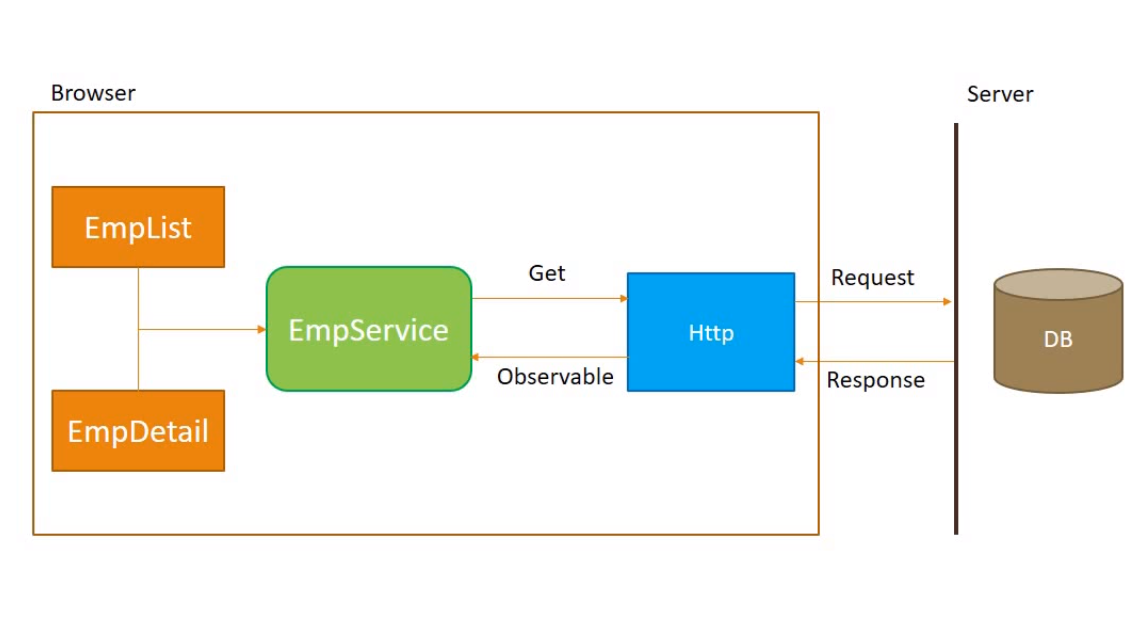 Browser
Server
EmpList
EmpService
EmpDetail
Get
Observable
Http
Request
Response
DB